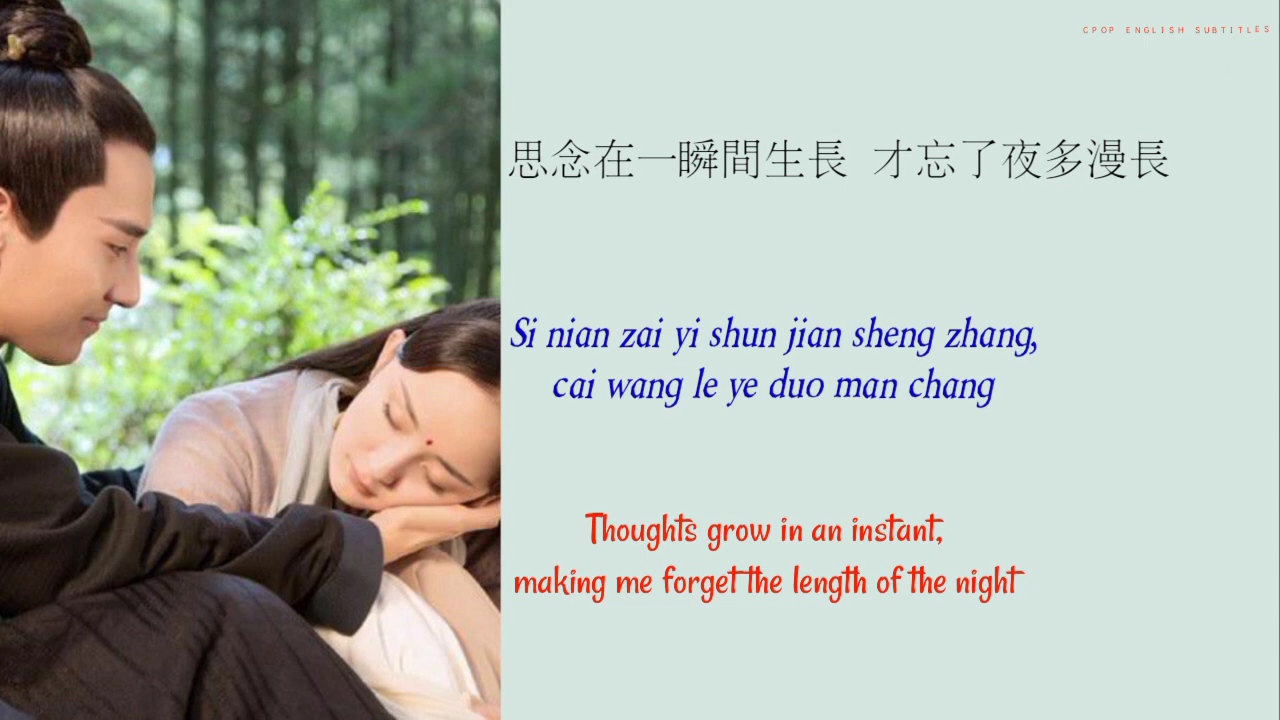 CPOP ENGLISH SUBTITLES
思念在一瞬間生長 才忘了夜多漫長
Si nian zai yi shun jian sheng zhang,
cai wang le ye duo man chang
Thoughts grow in an instant,
making me forget the length of the night